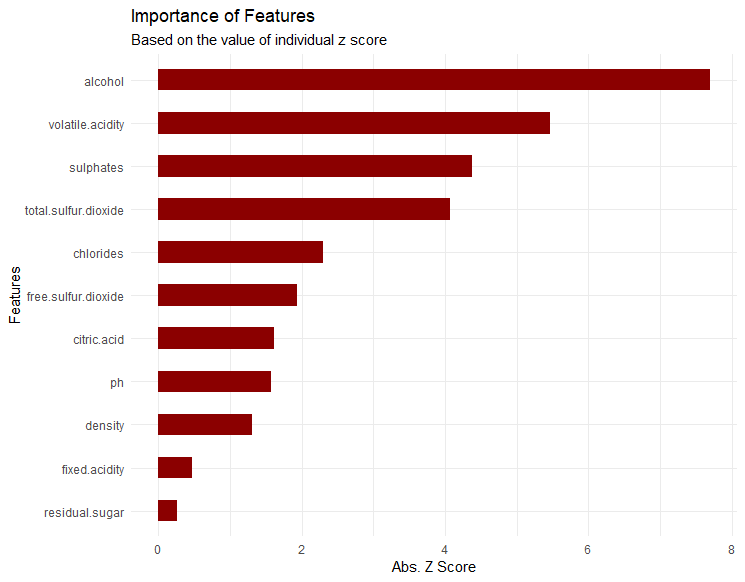 Importance of Features
Based on the value of individual z score
alcohol
volatile.acidity
sulphates
total.sulfur.dioxide
chlorides
free.sulfur.dioxide
citric.acid
ph
density
fixed.acidity
residual.sugar
Features
0 2 4 6 8
Abs. Z Score